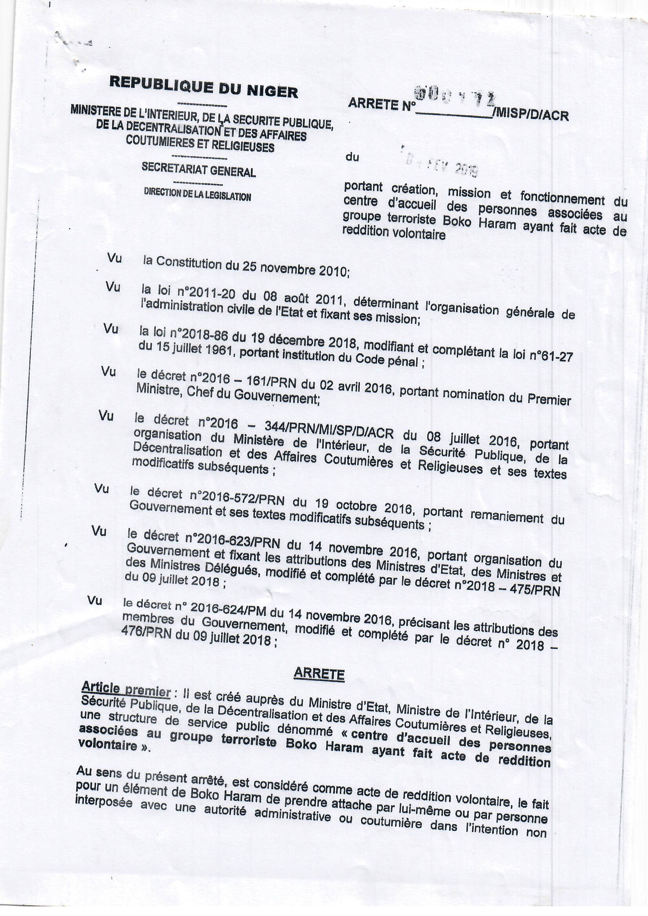 REPUBLIQUE DU NIGER
MINISTERE DE L'INTERIEUR, DE LA SECURITE PUBLIQUE,
DE LA DECENTRALISATION ET DES AFFAIRES
COUTUMIERES ET RELIGIEUSES
SECRETARIAT GENERAL
DIRECTION DE LA LEGISLATION
ARRETE N° /MISP/D/ACR
du FEV 2019
portant création, mission et fonctionnement du
centre d'accueil des personnes associées au
groupe terroriste Boko Haram ayant fait acte de
reddition volontaire
Vu la Constitution du 25 novembre 2010;
Vu la loi n°2011-20 du 08 août 2011, déterminant l'organisation générale de
l'administration civile de l'Etat et fixant ses mission;
Vu la loi n°2018-86 du 19 décembre 2018, modifiant et complétant la loi n°61-27
du 15 juillet 1961, portant institution du Code pénal ;
Vu le décret n°2016 – 161/PRN du 02 avril 2016, portant nomination du Premier
Ministre, Chef du Gouvernement;
Vu le décret n°2016 – 344/PRN/MI/SP/D/ACR du 08 juillet 2016, portant
organisation du Ministère de l'Intérieur, de la Sécurité Publique, de la
Décentralisation et des Affaires Coutumières et Religieuses et ses textes
modificatifs subséquents ;
Vu le décret n°2016-572/PRN du 19 octobre 2016, portant remaniement du
Gouvernement et ses textes modificatifs subséquents ;
Vu le décret n°2016-623/PRN du 14 novembre 2016, portant organisation du
Gouvernement et fixant les attributions des Ministres d'Etat, des Ministres et
des Ministres Délégués, modifié et complété par le décret n°2018 – 475/PRN
du 09 juillet 2018 ;
Vu le décret n° 2016-624/PM du 14 novembre 2016, précisant les attributions des
membres du Gouvernement, modifié et complété par le décret n° 2018 –
476/PRN du 09 juillet 2018 ;
ARRETE
Article premier : Il est créé auprès du Ministre d'Etat, Ministre de l'Intérieur, de la
Sécurité Publique, de la Décentralisation et des Affaires Coutumières et Religieuses,
une structure de service public dénommé « centre d'accueil des personnes
associées au groupe terroriste Boko Haram ayant fait acte de reddition
volontaire ».
Au sens du présent arrêté, est considéré comme acte de reddition volontaire, le fait
pour un élément de Boko Haram de prendre attache par lui-même ou par personne
interposée avec une autorité administrative ou coutumière dans l'intention non